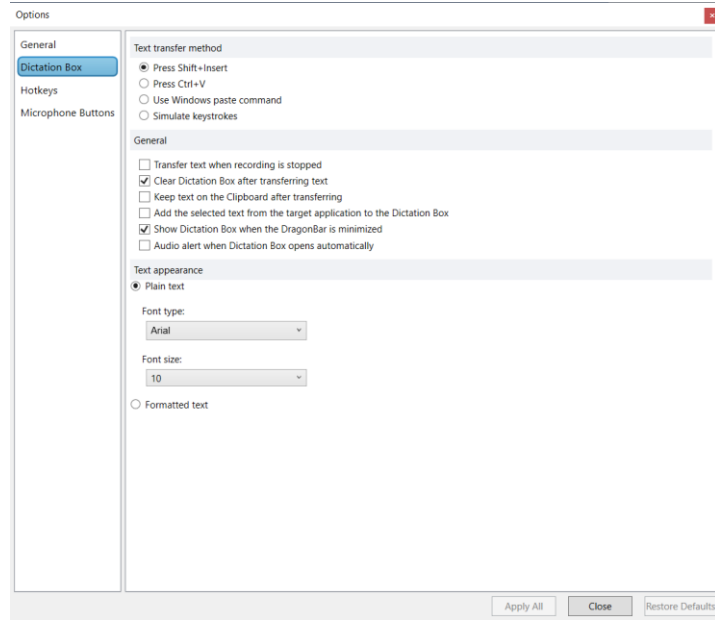 Options
General
Dictation Box
Hotkeys
Microphone Buttons
Text transfer method
Press Shift+Insert
Press Ctrl+V
Use Windows paste command
Simulate keystrokes
General
Transfer text when recording is stopped
Clear Dictation Box after transferring text
Keep text on the Clipboard after transferring
Add the selected text from the target application to the Dictation Box
Show Dictation Box when the DragonBar is minimized
Audio alert when Dictation Box opens automatically
Text appearance
Plain text
Font type:
Arial
Font size:
10
Formatted text
Apply All
Close
Restore Defaults